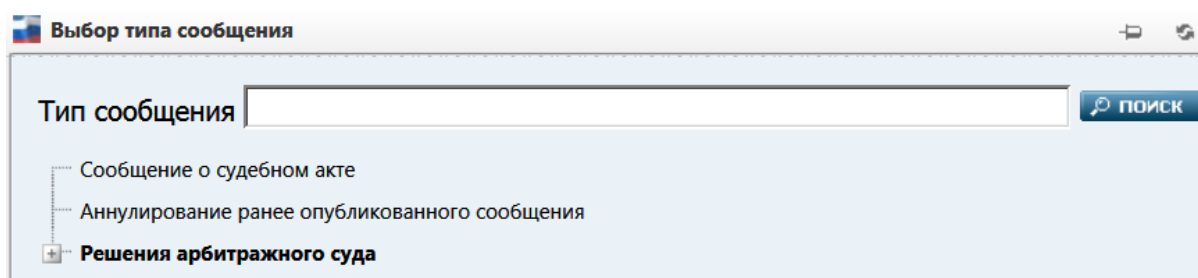 Выбор типа сообщения
Тип сообщения ПОИСК
Сообщение о судебном акте
Аннулирование ранее опубликованного сообщения
Решения арбитражного суда